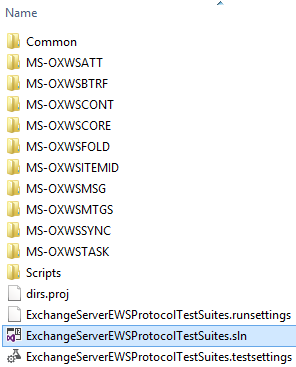 Name
Common
MS-OXWSATT
MS-OXWSBTRF
MS-OXWSCONT
MS-OXWSCORE
MS-OXWSFOLD
MS-OXWSITEMID
MS-OXWSMSG
MS-OXWSMTGS
MS-OXWSSYNC
MS-OXWSTASK
Scripts
dirs.proj
ExchangeServerEWSProtocolTestSuites.runsettings
ExchangeServerEWSProtocolTestSuites.sln
ExchangeServerEWSProtocolTestSuites.testsettings